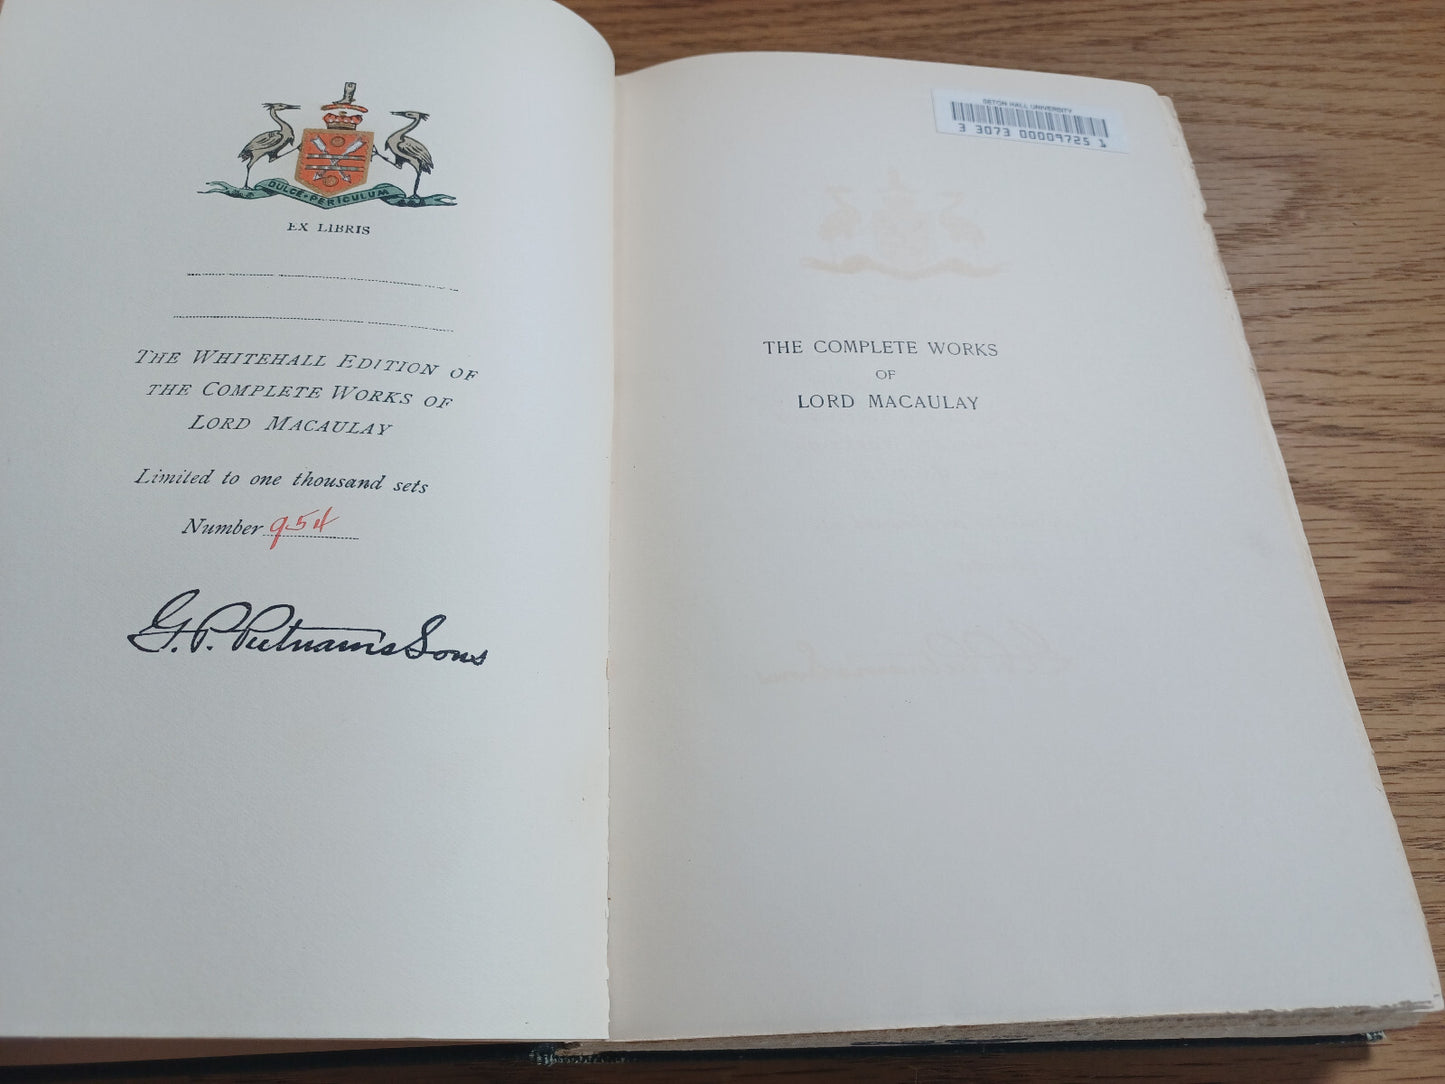 DULCE·PERICULUM
EX LIBRIS
THE WHITEHALL EDITION OF
THE COMPLETE WORKS OF
LORD MACAULAY
Limited to one thousand sets
Number 954
G. P. Putnam's Sons
SETON HALL UNIVERSITY
3 3073 00009725 1
THE COMPLETE WORKS
OF
LORD MACAULAY